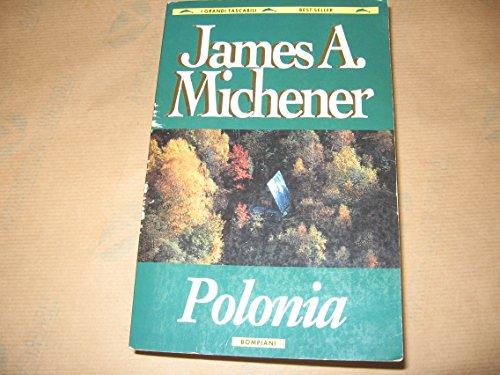 I GRANDI TASCABILI BEST SELLER
James A.
Michener
Polonia
BOMPIANI